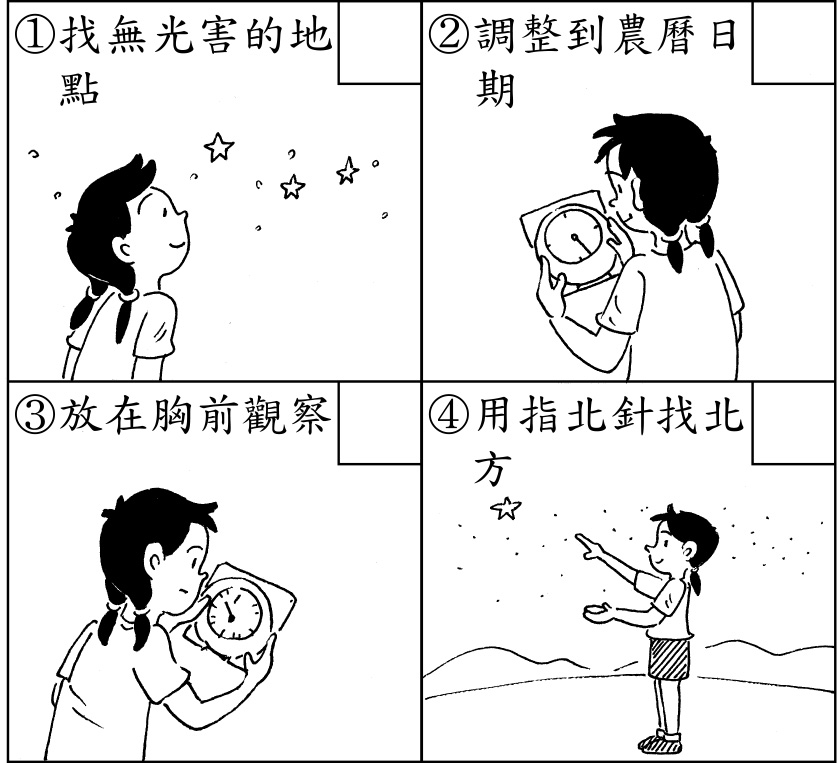 ①找無光害的地
點
②調整到農曆日
期
③放在胸前觀察
④用指北針找北
方